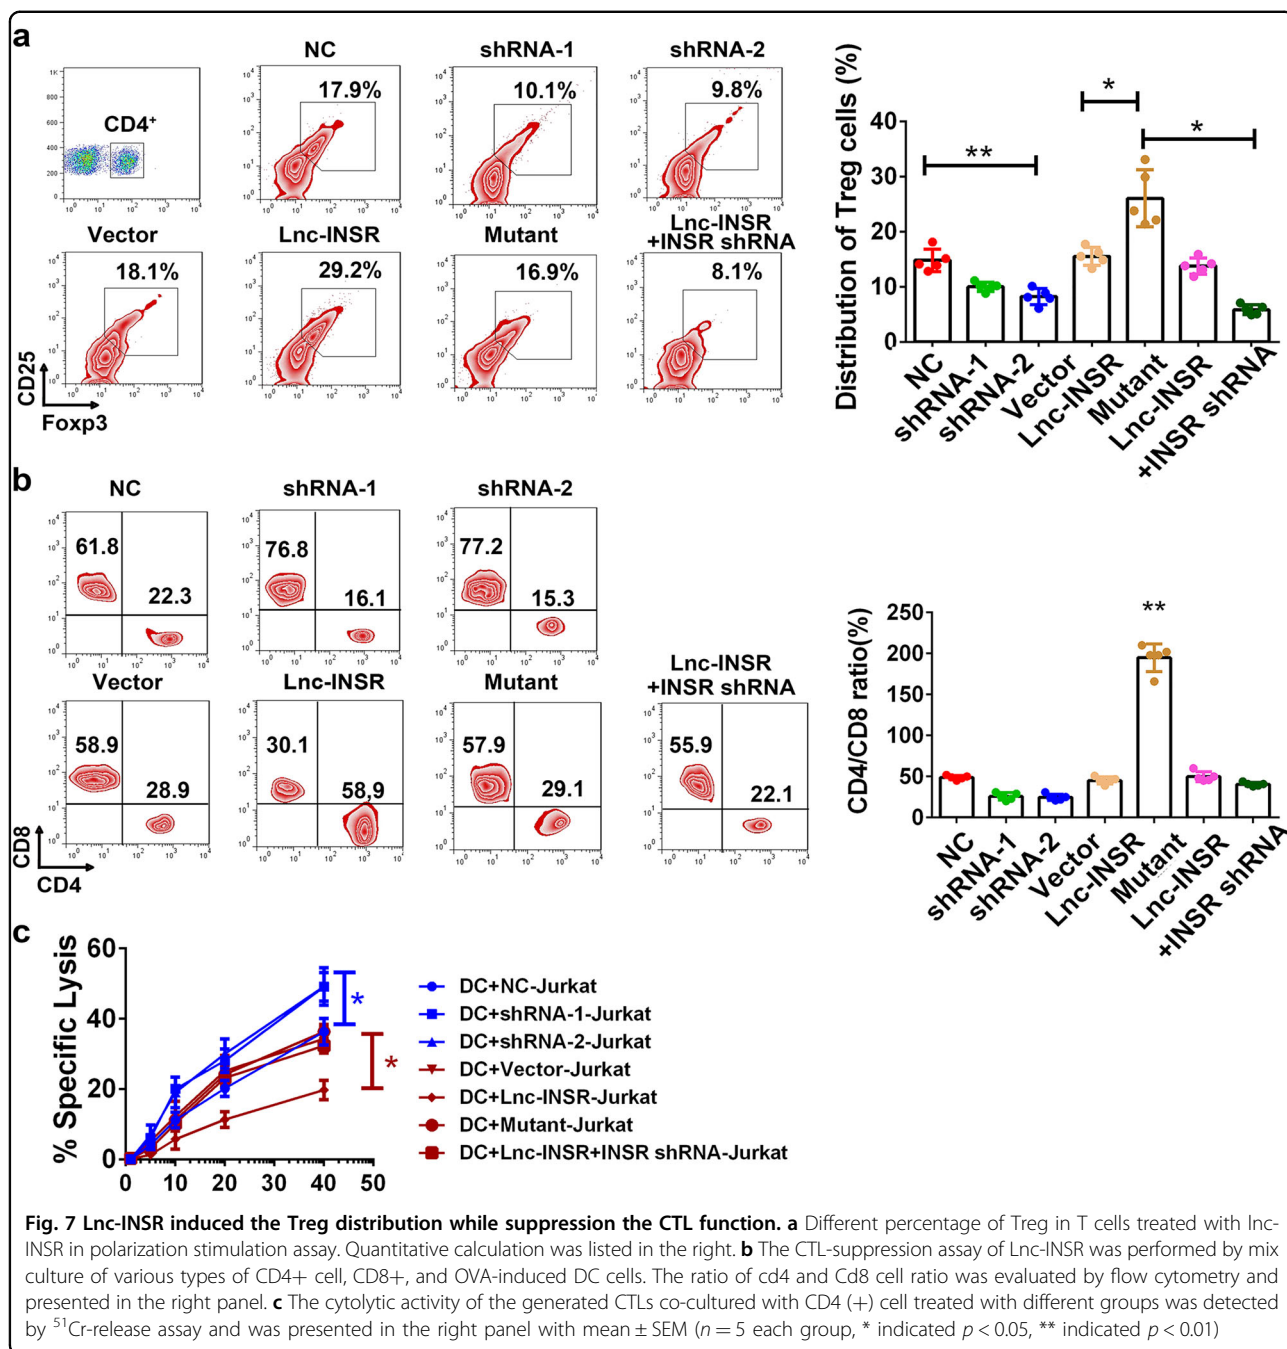 a
NC
shRNA-1
shRNA-2
Distribution of Treg cells (%)
1K
800
600
400
200
0
10⁰ 10¹ 10² 10³ 10⁴
CD4⁺
17.9%
10.1%
9.8%
Vector
Lnc-INSR
Mutant
Lnc-INSR
+INSR shRNA
18.1%
29.2%
16.9%
8.1%
CD25
Foxp3
40
30
20
10
0
*
**
*
NC
shRNA-1
shRNA-2
Vector
Lnc-INSR
Mutant
Lnc-INSR
+INSR shRNA
b
NC
shRNA-1
shRNA-2
61.8
22.3
76.8
16.1
77.2
15.3
Vector
Lnc-INSR
Mutant
Lnc-INSR
+INSR shRNA
58.9
28.9
30.1
58,9
57.9
29.1
55.9
22.1
CD8
CD4
CD4/CD8 ratio(%)
250
200
150
100
50
0
**
NC
shRNA-1
shRNA-2
Vector
Lnc-INSR
Mutant
Lnc-INSR
+INSR shRNA
c
% Specific Lysis
60
40
20
0
0 10 20 30 40 50
*
*
DC+NC-Jurkat
DC+shRNA-1-Jurkat
DC+shRNA-2-Jurkat
DC+Vector-Jurkat
DC+Lnc-INSR-Jurkat
DC+Mutant-Jurkat
DC+Lnc-INSR+INSR shRNA-Jurkat
Fig. 7 Lnc-INSR induced the Treg distribution while suppression the CTL function. a Different percentage of Treg in T cells treated with lnc-
INSR in polarization stimulation assay. Quantitative calculation was listed in the right. b The CTL-suppression assay of Lnc-INSR was performed by mix
culture of various types of CD4+ cell, CD8+, and OVA-induced DC cells. The ratio of cd4 and Cd8 cell ratio was evaluated by flow cytometry and
presented in the right panel. c The cytolytic activity of the generated CTLs co-cultured with CD4 (+) cell treated with different groups was detected
by ⁵¹Cr-release assay and was presented in the right panel with mean ± SEM (n = 5 each group, * indicated p < 0.05, ** indicated p < 0.01)